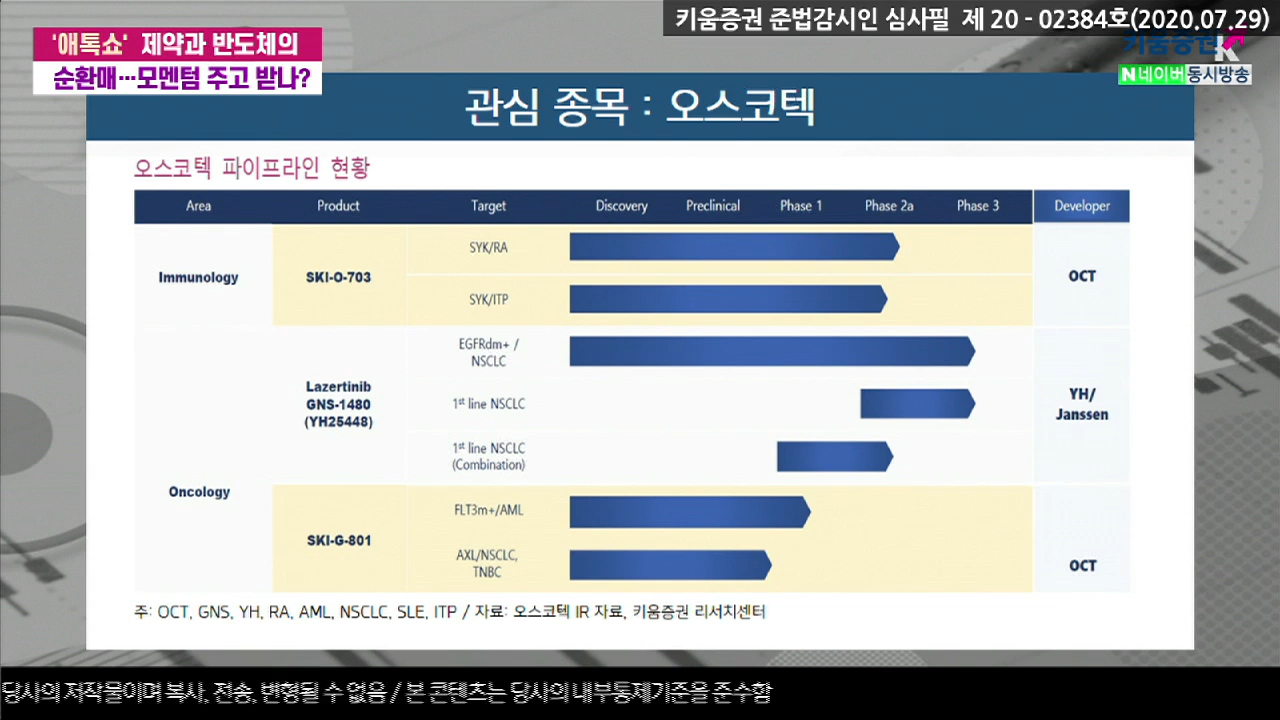 키움증권 준법감시인 심사필 제 20 - 02384호(2020.07.29)
'애톡쇼' 제약과 반도체의
순환매…모멘텀 주고 받나?
키움증권
N 네이버 동시방송
관심 종목 : 오스코텍
오스코텍 파이프라인 현황
Area Product Target Discovery Preclinical Phase 1 Phase 2a Phase 3 Developer
SYK/RA
Immunology SKI-O-703 OCT
SYK/ITP
EGFRdm+ /
NSCLC
Lazertinib
GNS-1480
(YH25448)
1st line NSCLC
YH/
Janssen
1st line NSCLC
(Combination)
Oncology
FLT3m+/AML
SKI-G-801
AXL/NSCLC,
TNBC
OCT
주: OCT, GNS, YH, RA, AML, NSCLC, SLE, ITP / 자료: 오스코텍 IR 자료, 키움증권 리서치센터
당사의 저작물이며 복사, 전송, 변형될 수 없음 / 본 콘텐츠는 당사의 내부통제기준을 준수함